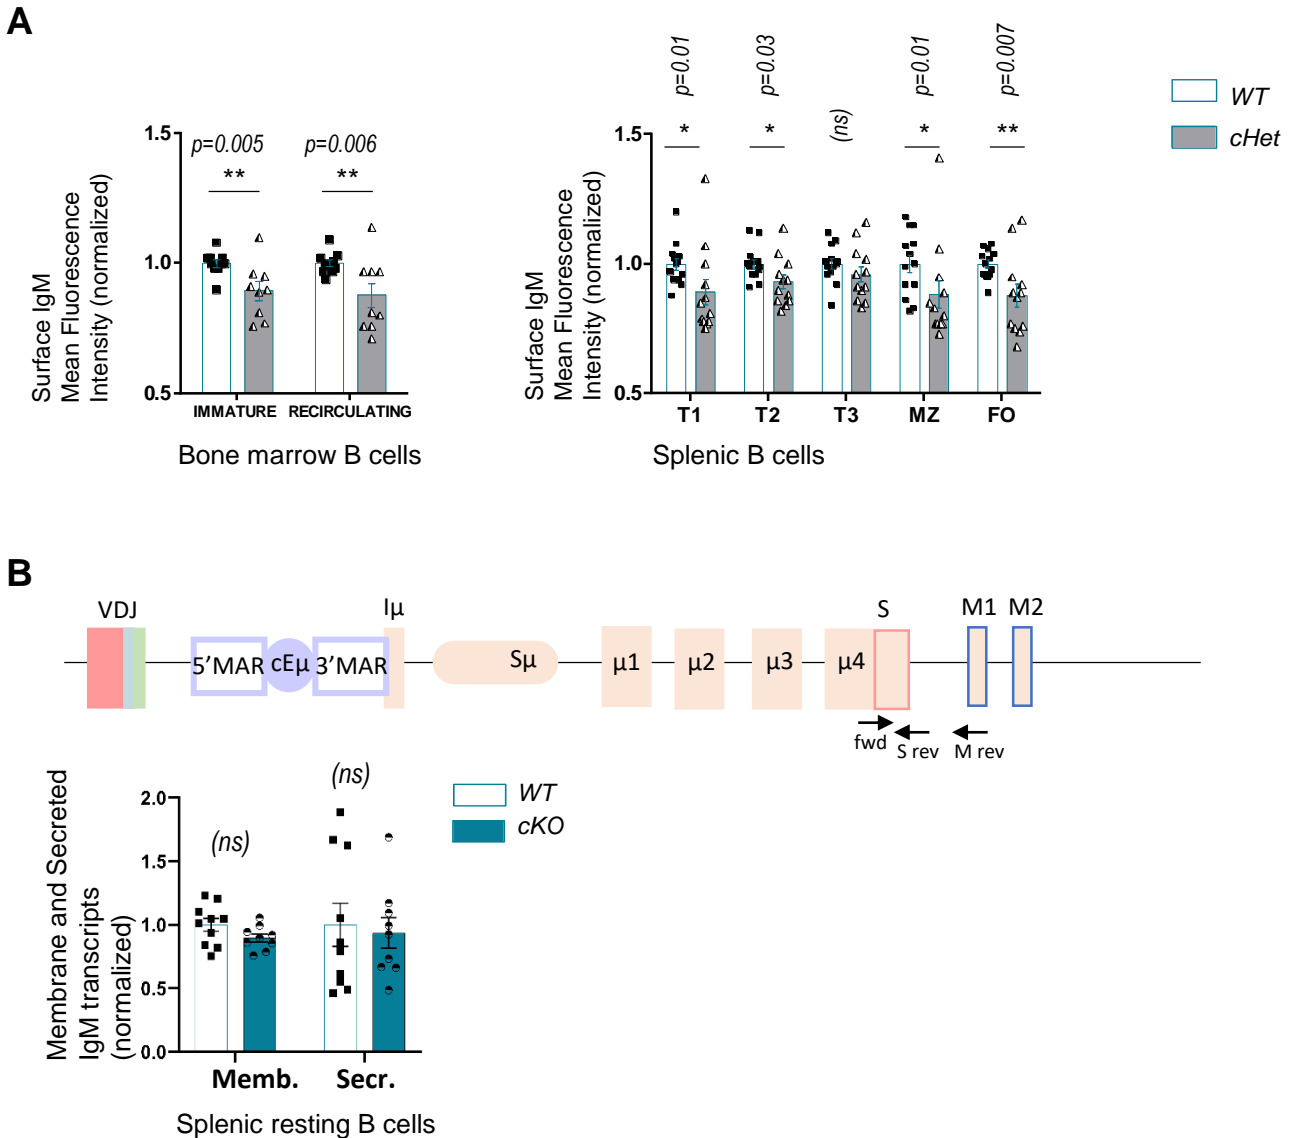 A
p=0.01
p=0.03
(ns)
p=0.01
p=0.007
WT
cHet
p=0.005
p=0.006
**
**
*
*
*
**
Surface IgM
Mean Fluorescence
Intensity (normalized)
1.5
1.0
0.5
IMMATURE
RECIRCULATING
Bone marrow B cells
Surface IgM
Mean Fluorescence
Intensity (normalized)
1.5
1.0
0.5
T1
T2
T3
MZ
FO
Splenic B cells
B
VDJ
Iμ
S
M1
M2
5’MAR
cEμ
3’MAR
Sμ
μ1
μ2
μ3
μ4
fwd
S rev
M rev
Membrane and Secreted
IgM transcripts
(normalized)
2.0
1.5
1.0
0.5
0.0
(ns)
(ns)
WT
cKO
Memb.
Secr.
Splenic resting B cells